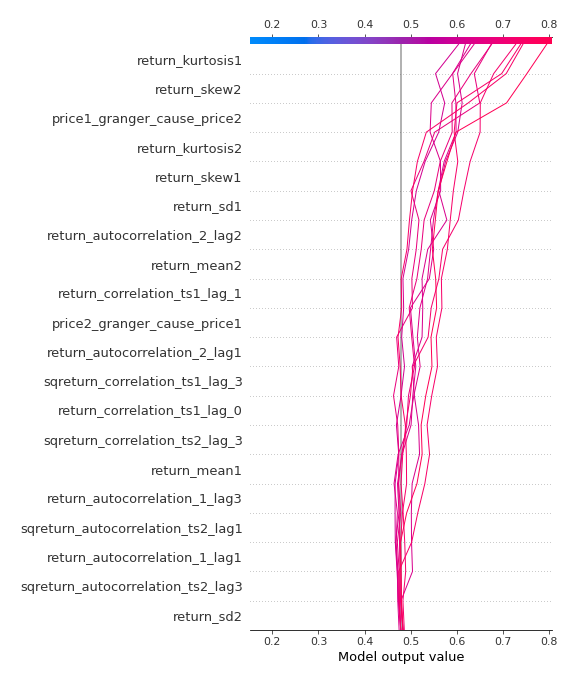 0.2 0.3 0.4 0.5 0.6 0.7 0.8
return_kurtosis1
return_skew2
price1_granger_cause_price2
return_kurtosis2
return_skew1
return_sd1
return_autocorrelation_2_lag2
return_mean2
return_correlation_ts1_lag_1
price2_granger_cause_price1
return_autocorrelation_2_lag1
sqreturn_correlation_ts1_lag_3
return_correlation_ts1_lag_0
sqreturn_correlation_ts2_lag_3
return_mean1
return_autocorrelation_1_lag3
sqreturn_autocorrelation_ts2_lag1
return_autocorrelation_1_lag1
sqreturn_autocorrelation_ts2_lag3
return_sd2
0.2 0.3 0.4 0.5 0.6 0.7 0.8
Model output value